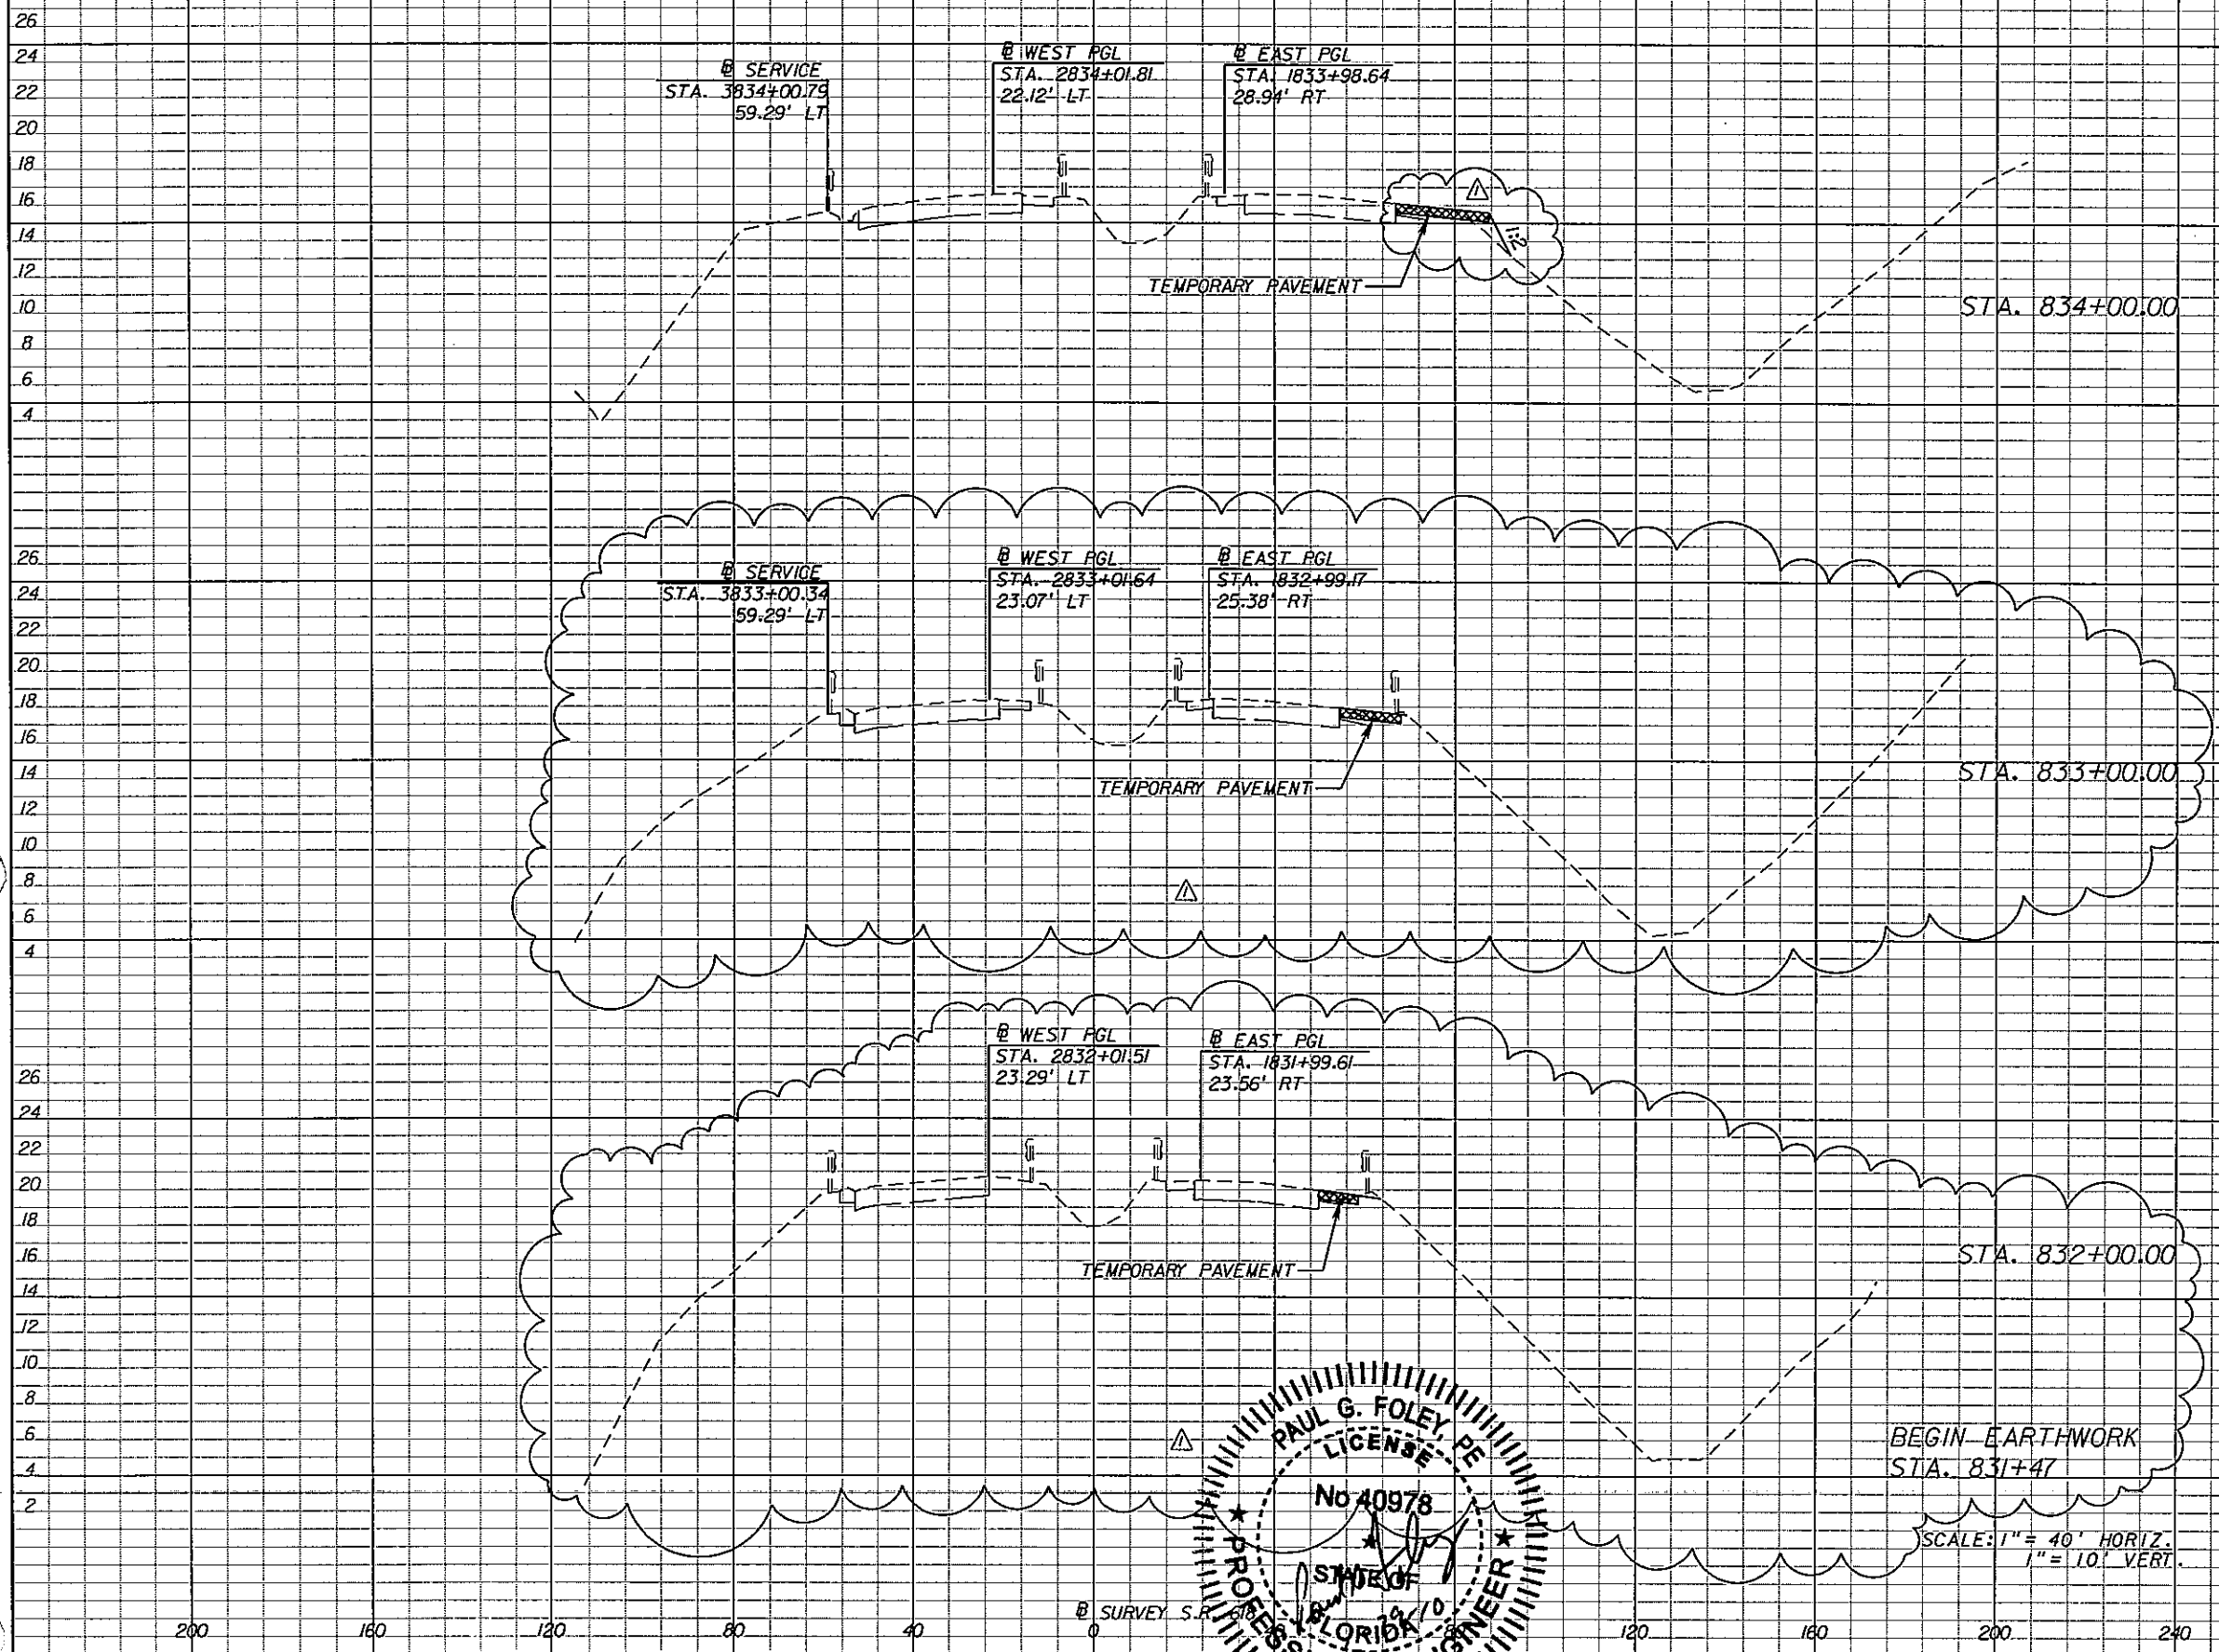 26
24
22
20
18
16
14
12
10
8
6
4
℄ SERVICE
STA. 3834+00.79
59.29' LT
℄ WEST PGL
STA. 2834+01.81
22.12' LT
℄ EAST PGL
STA. 1833+98.64
28.94' RT
1
1:2
TEMPORARY PAVEMENT
STA. 834+00.00
26
24
22
20
18
16
14
12
10
8
6
4
℄ SERVICE
STA. 3833+00.34
59.29' LT
℄ WEST PGL
STA. 2833+01.64
23.07' LT
℄ EAST PGL
STA. 1832+99.17
25.38' RT
TEMPORARY PAVEMENT
STA. 833+00.00
1
26
24
22
20
18
16
14
12
10
8
6
4
2
℄ WEST PGL
STA. 2832+01.51
23.29' LT
℄ EAST PGL
STA. 1831+99.61
23.56' RT
TEMPORARY PAVEMENT
STA. 832+00.00
1
BEGIN EARTHWORK
STA. 831+47
SCALE: 1" = 40' HORIZ.
1" = 10' VERT.
PAUL G. FOLEY, PE
LICENSE
No 40978
STATE OF
FLORIDA
℄ SURVEY S.R. 618
200
160
120
80
40
0
120
160
200
240